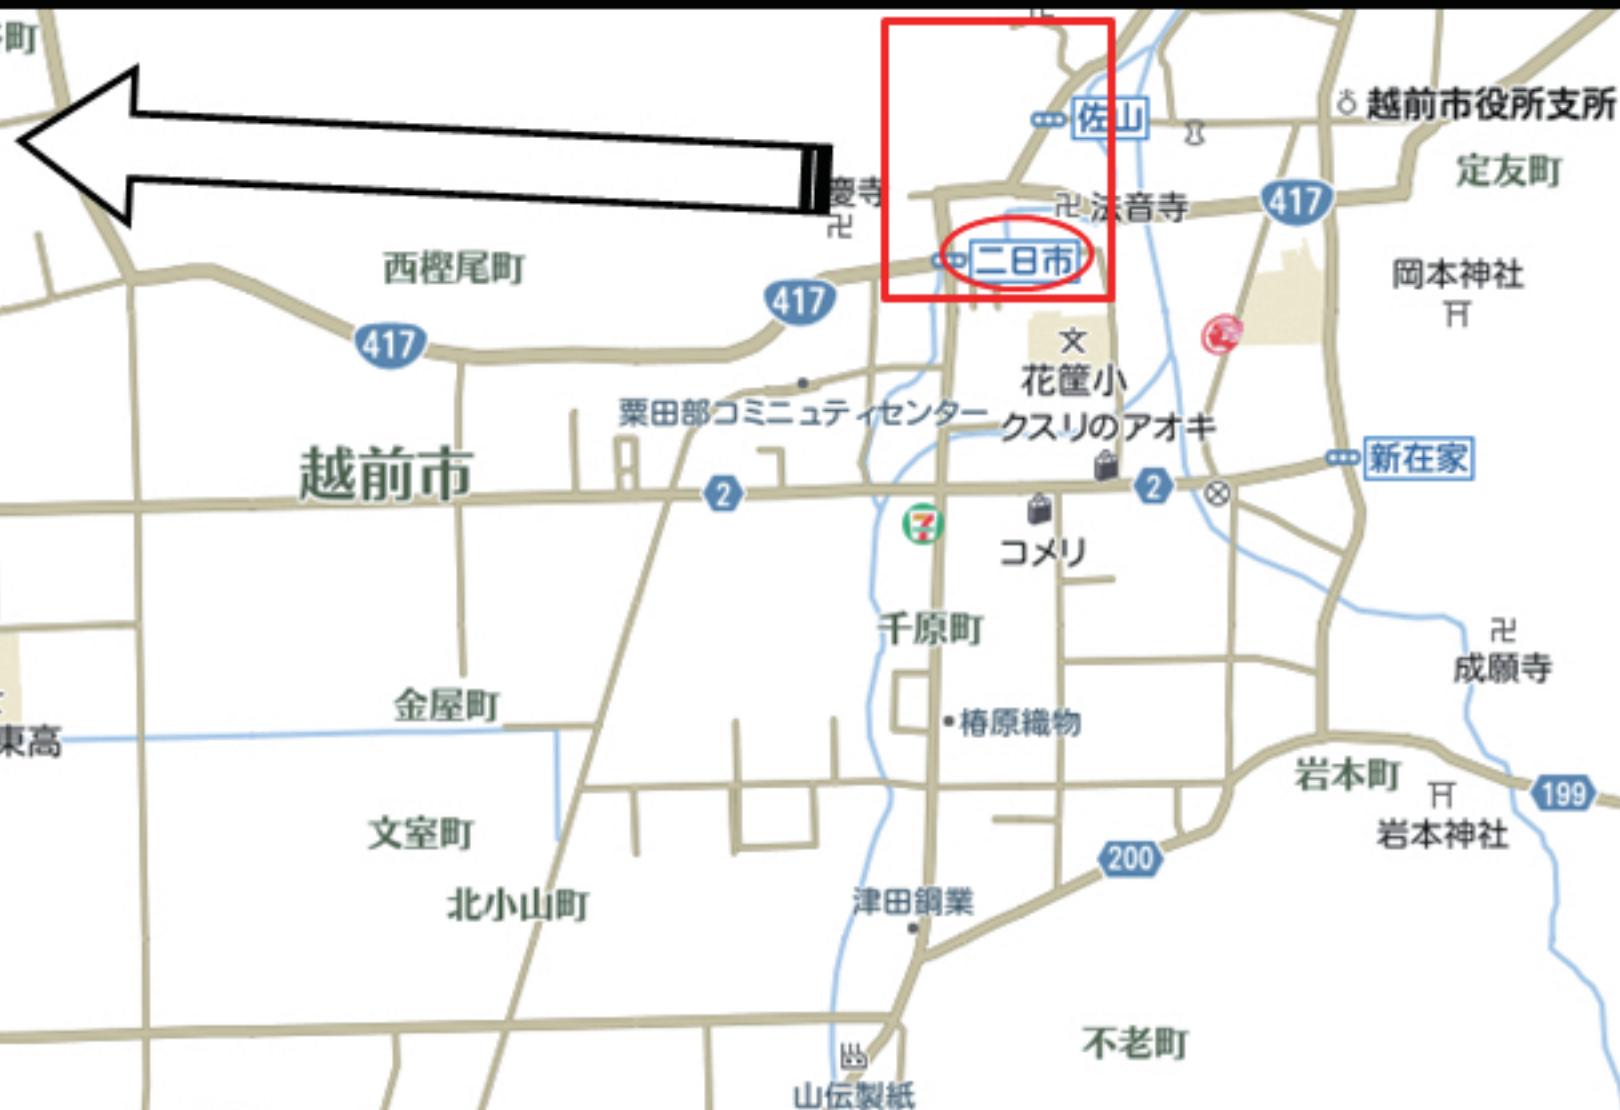 町
佐山
越前市役所支所
定友町
慶寺
法音寺
417
西樫尾町
二日市
岡本神社
417
417
花筐小
粟田部コミニュティセンター
クスリのアオキ
越前市
新在家
2
2
コメリ
千原町
成願寺
金屋町
椿原織物
東高
岩本町
199
文室町
岩本神社
200
北小山町
津田鋼業
不老町
山伝製紙